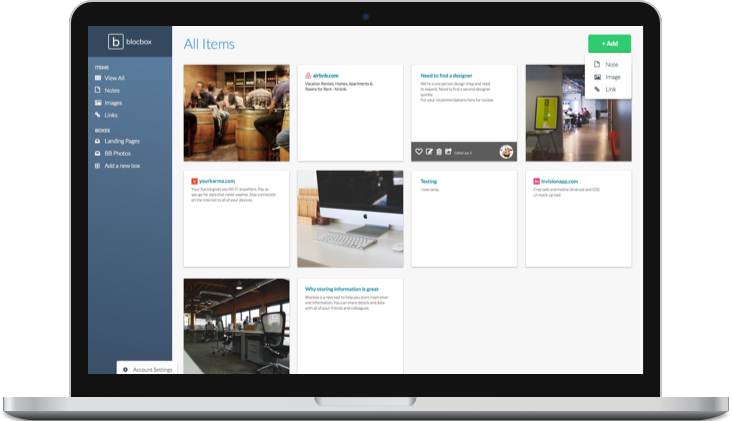 b blocbox
ITEMS
View All
Notes
Images
Links
BOXES
Landing Pages
BB Photos
Add a new box
Account Settings
All Items
+ Add
Note
Image
Link
airbnb.com
Vacation Rentals, Homes, Apartments &
Rooms for Rent - Airbnb.
Need to find a designer
We're a one person design shop and need
to expand. Need to find a second designer
quickly.
Put your recommendations here for review.
yourkarma.com
Your Karma gives you Wi-Fi anywhere. Pay as
you go for data that never expires. Stay connected
on the internet to all of your devices.
Testing
I love lamp.
invisionapp.com
Free web and mobile (Android and iOS)
UI mock-up tool
Why storing information is great
Blocbox is a new tool to help you store inspiration
and information. You can share details and data
with all of your friends and colleagues.